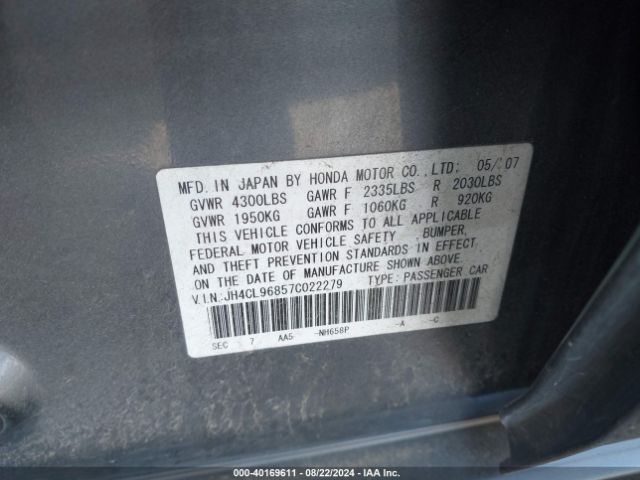 MFD. IN JAPAN BY HONDA MOTOR CO., LTD: 05/'07
GVWR 4300LBS GAWR F 2335LBS R 2030LBS
GVWR 1950KG GAWR F 1060KG R 920KG
THIS VEHICLE CONFORMS TO ALL APPLICABLE
FEDERAL MOTOR VEHICLE SAFETY , BUMPER,
AND THEFT PREVENTION STANDARDS IN EFFECT
ON THE DATE OF MANUFACTURE SHOWN ABOVE.
V.I.N.:JH4CL96857C022279 TYPE: PASSENGER CAR
SEC 7 AA5 -NH658P -A -C
000-40169611 - 08/22/2024 - IAA Inc.